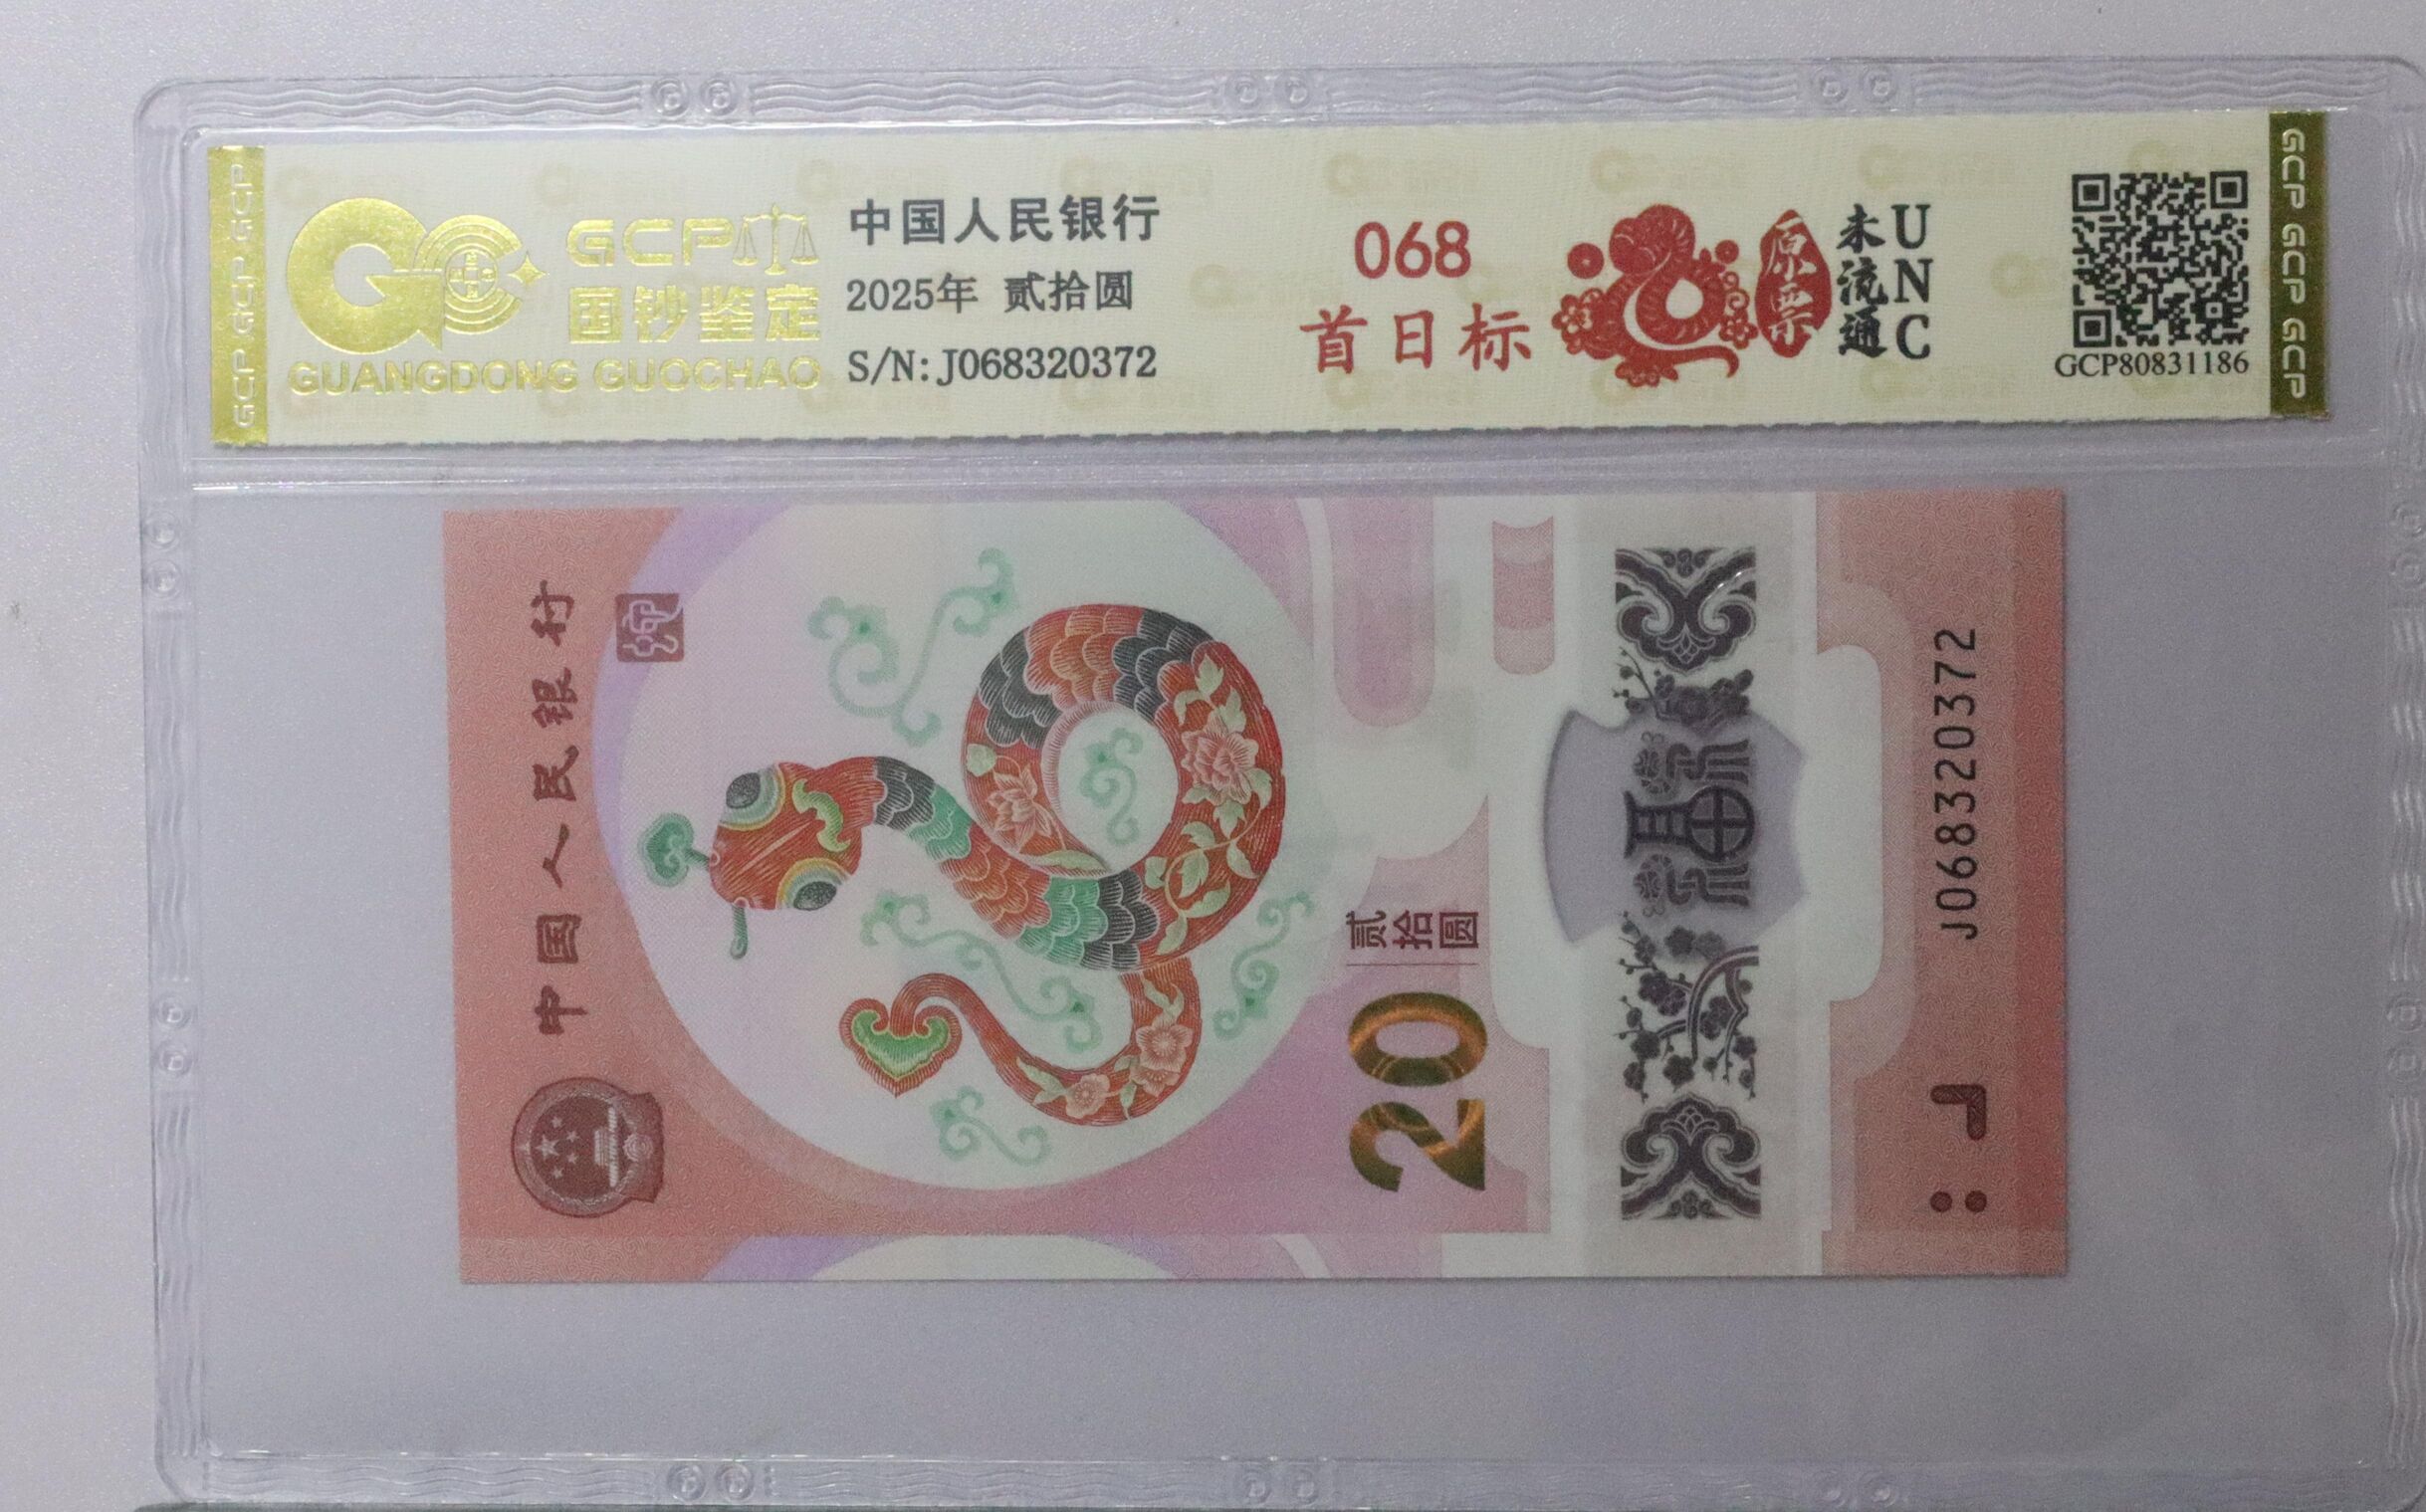 GCP GCP GCP
GCP
国钞鉴定
GUANGDONG GUOCHAO
中国人民银行
2025年 贰拾圆
S/N:J068320372
068
首日标
原票
未流通
UNC
GCP80831186
GCP GCP GCP
中国人民银行
贰拾圆
20
福
J068320372